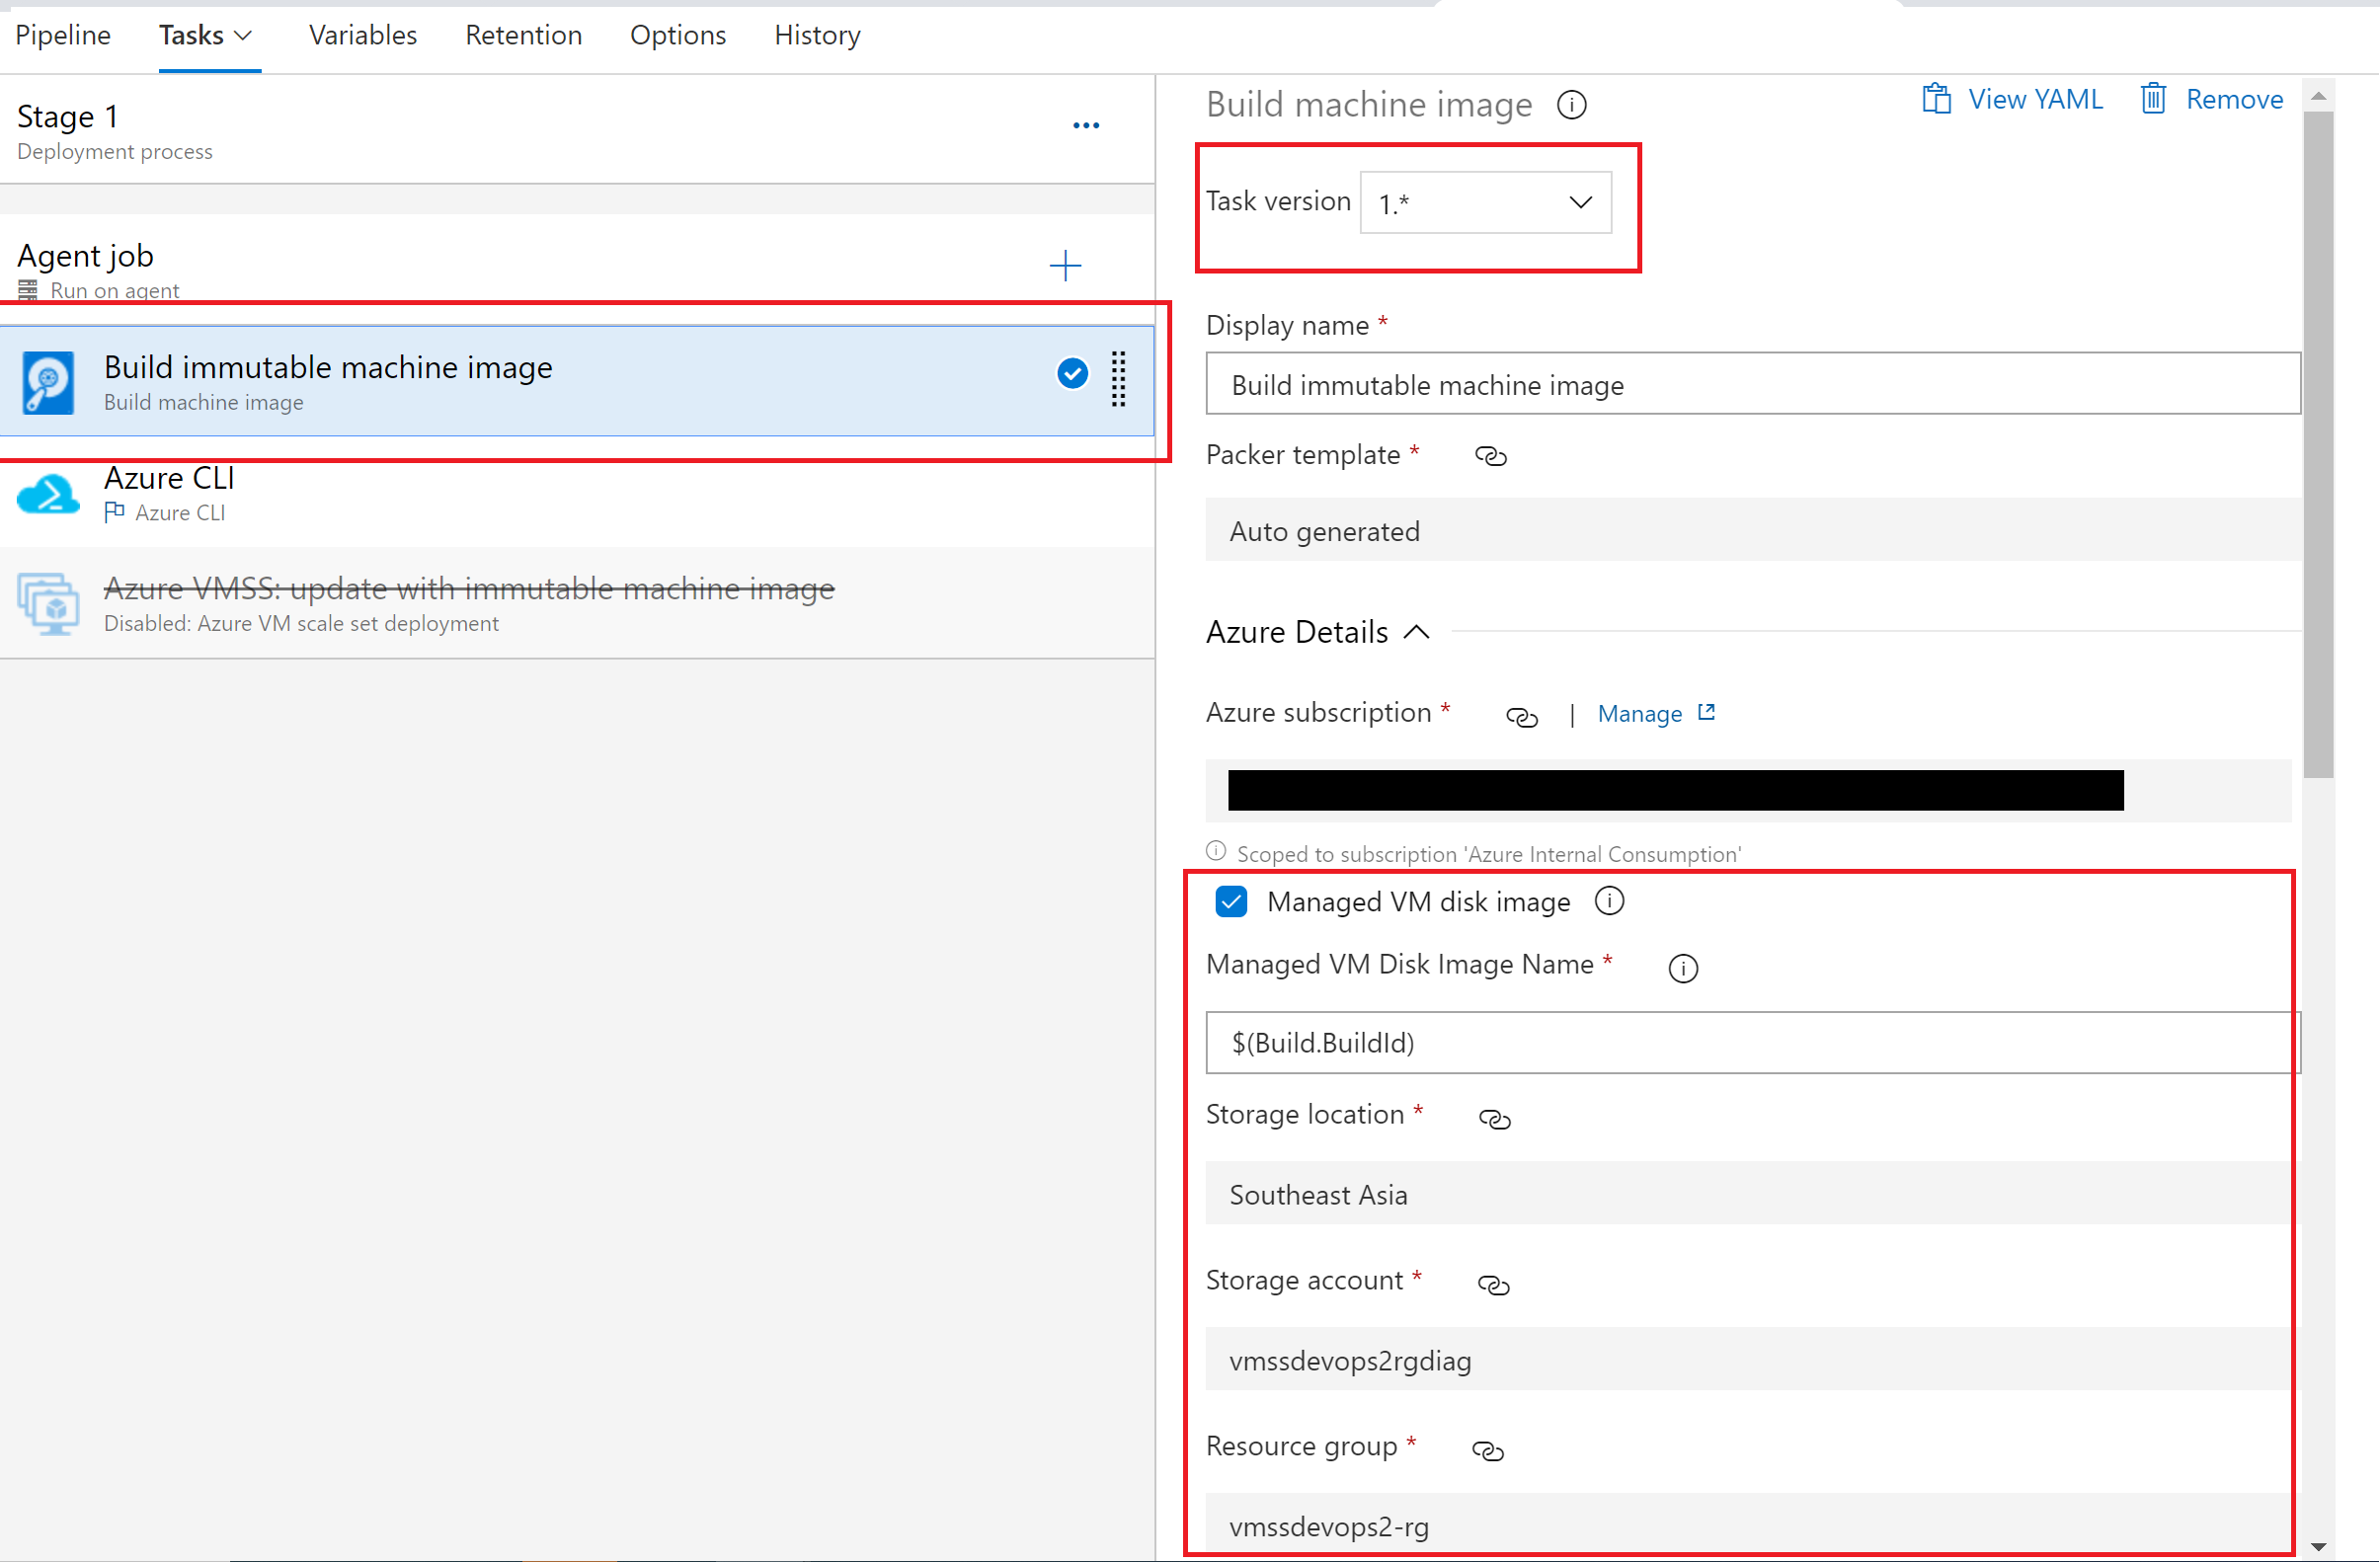 Pipeline Tasks Variables Retention Options History
Stage 1
Deployment process
Agent job
Run on agent
Build immutable machine image
Build machine image
Azure CLI
Azure CLI
Azure VMSS: update with immutable machine image
Disabled: Azure VM scale set deployment
Build machine image
View YAML Remove
Task version 1.*
Display name *
Build immutable machine image
Packer template *
Auto generated
Azure Details
Azure subscription * | Manage
Scoped to subscription 'Azure Internal Consumption'
Managed VM disk image
Managed VM Disk Image Name *
$(Build.BuildId)
Storage location *
Southeast Asia
Storage account *
vmssdevops2rgdiag
Resource group *
vmssdevops2-rg